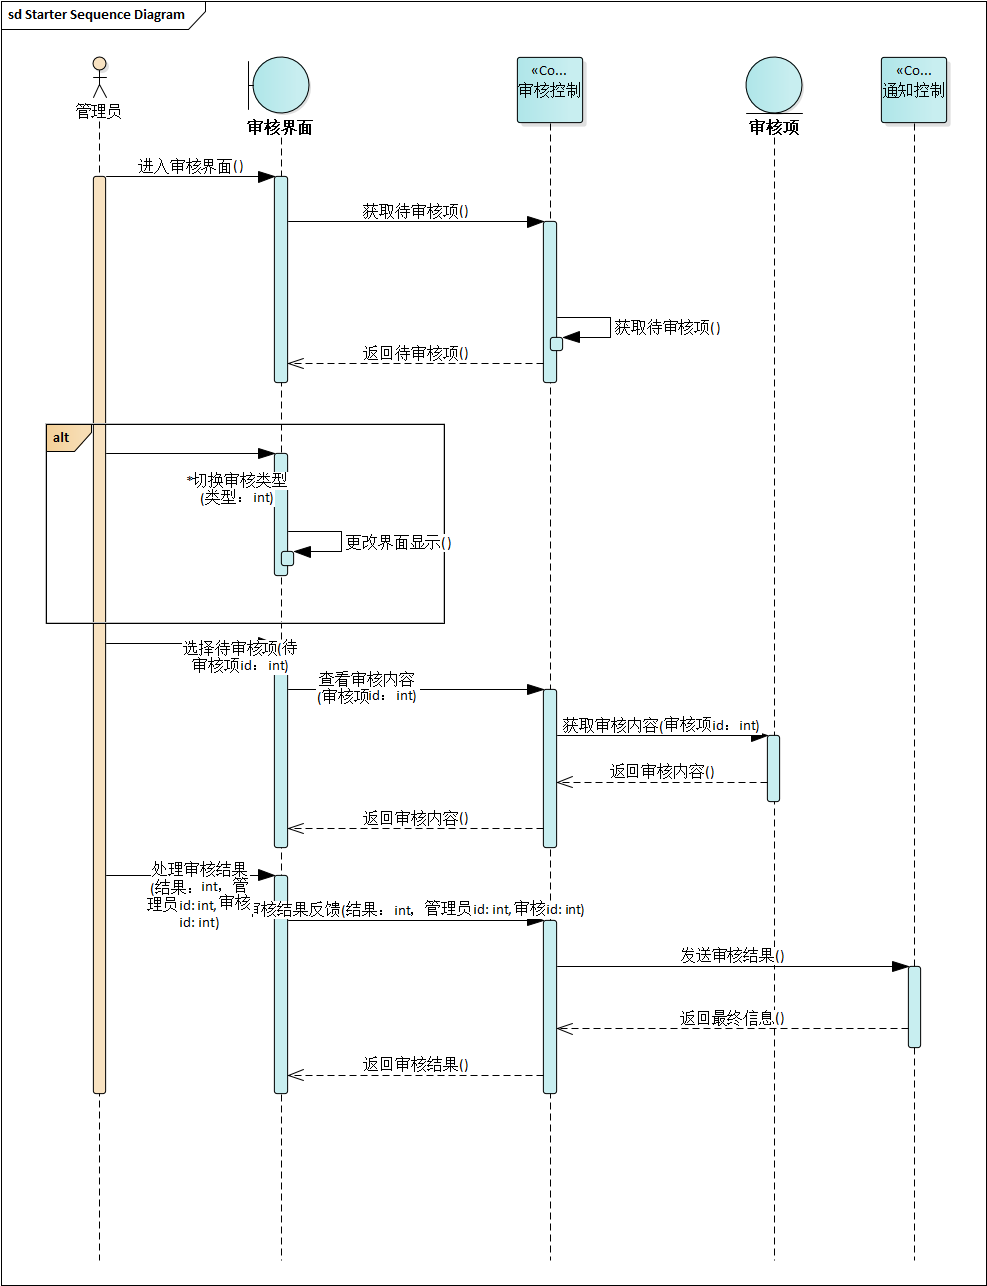 sd Starter Sequence Diagram
管理员
审核界面
«Co...
审核控制
审核项
«Co...
通知控制
进入审核界面()
获取待审核项()
获取待审核项()
返回待审核项()
alt
*切换审核类型
(类型：int)
更改界面显示()
选择待审核项(待
审核项id：int)
查看审核内容
(审核项id：int)
获取审核内容(审核项id：int)
返回审核内容()
返回审核内容()
处理审核结果
(结果：int，管
理员id: int, 审核
id: int)
核结果反馈(结果：int，管理员id: int, 审核id: int)
发送审核结果()
返回最终信息()
返回审核结果()